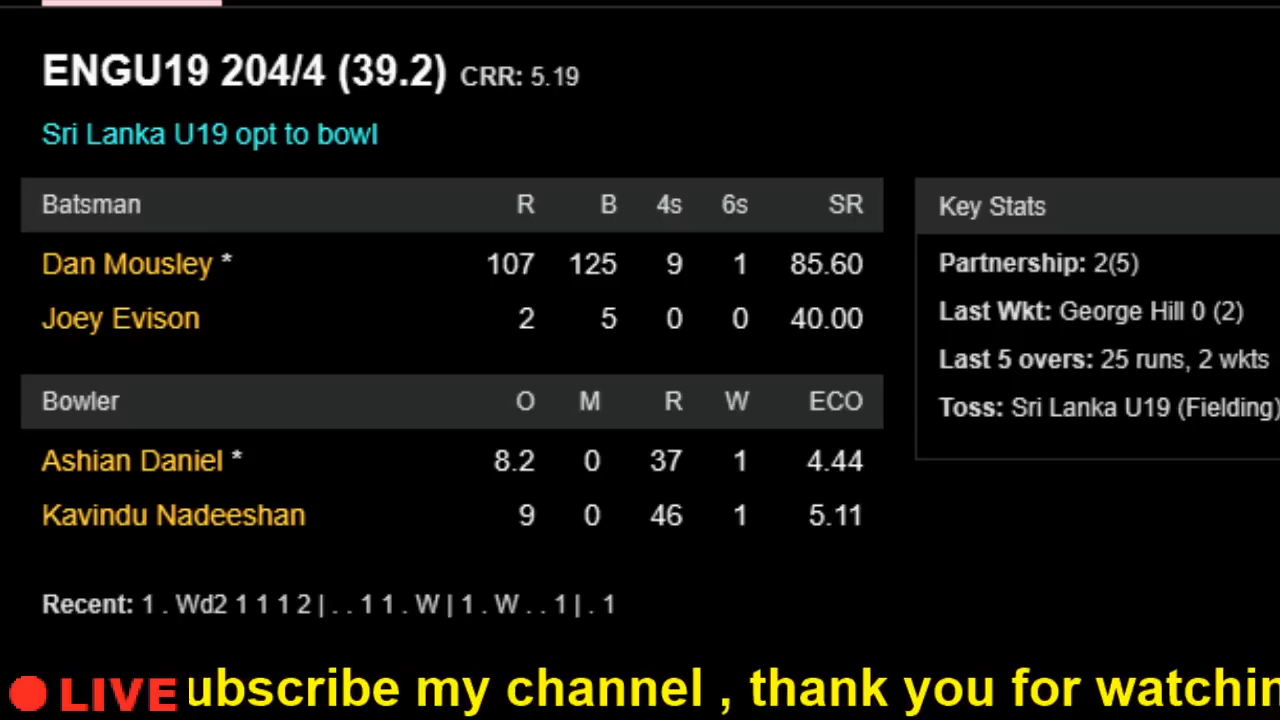 ENGU19 204/4 (39.2) CRR: 5.19
Sri Lanka U19 opt to bowl
Batsman R B 4s 6s SR
Dan Mousley * 107 125 9 1 85.60
Joey Evison 2 5 0 0 40.00
Bowler O M R W ECO
Ashian Daniel * 8.2 0 37 1 4.44
Kavindu Nadeeshan 9 0 46 1 5.11
Recent: 1 . Wd2 1 1 1 2 | . . 1 1 . W | 1 . W . . 1 | . 1
Key Stats
Partnership: 2(5)
Last Wkt: George Hill 0 (2)
Last 5 overs: 25 runs, 2 wkts
Toss: Sri Lanka U19 (Fielding)
LIVE ubscribe my channel , thank you for watchin